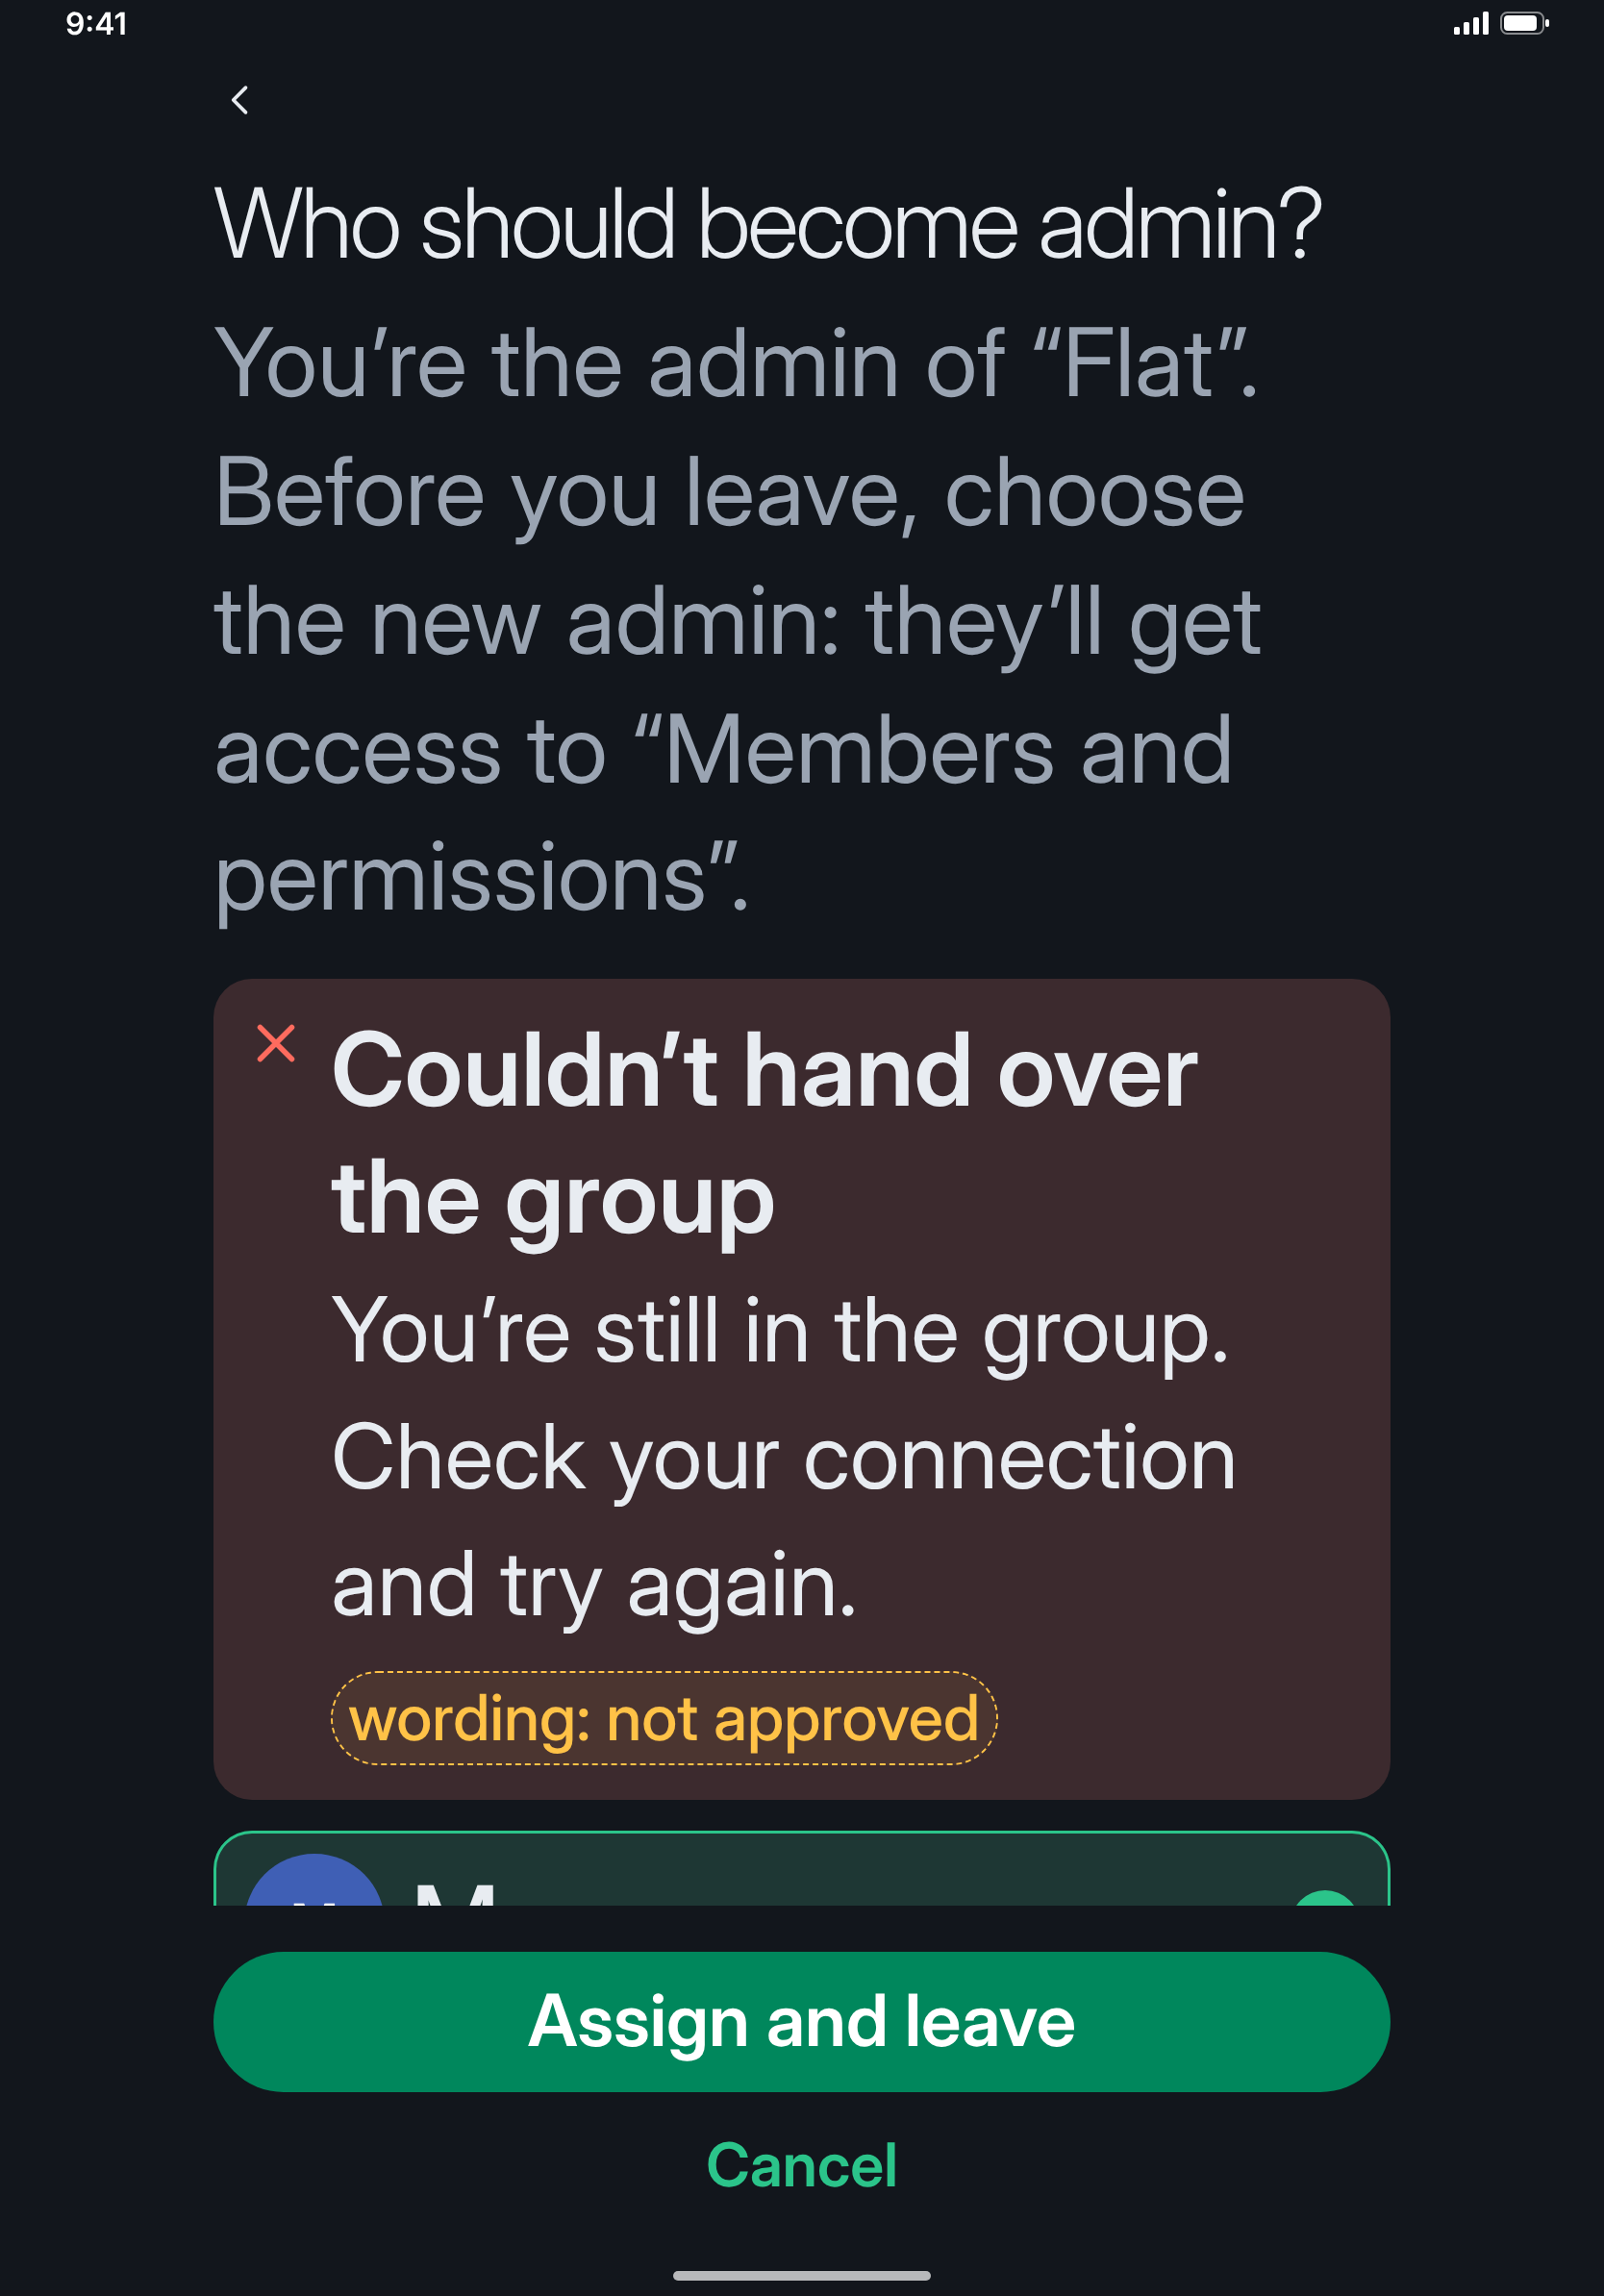 9:41
Who should become admin?
You’re the admin of “Flat”.
Before you leave, choose
the new admin: they’ll get
access to “Members and
permissions”.
Couldn’t hand over
the group
You’re still in the group.
Check your connection
and try again.
wording: not approved
Assign and leave
Cancel